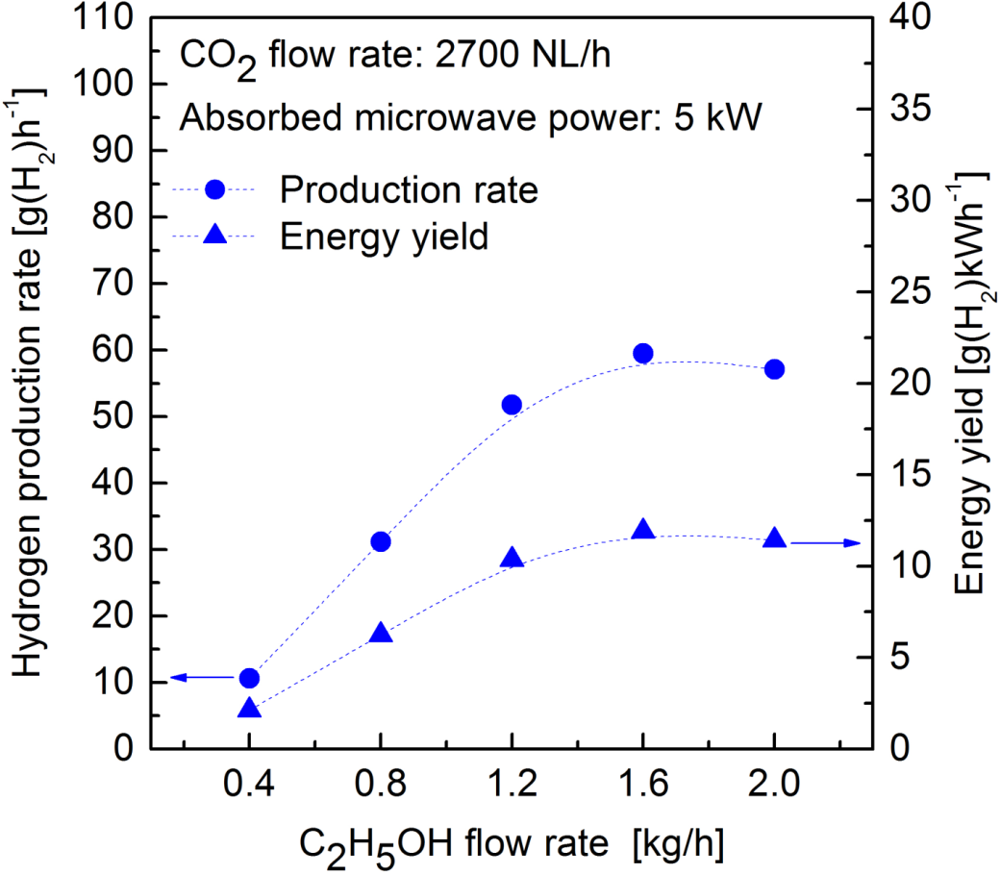 CO₂ flow rate: 2700 NL/h
Absorbed microwave power: 5 kW
Production rate
Energy yield
Hydrogen production rate [g(H₂)h⁻¹]
110
100
90
80
70
60
50
40
30
20
10
0
Energy yield [g(H₂)kWh⁻¹]
40
35
30
25
20
15
10
5
0
0.4 0.8 1.2 1.6 2.0
C₂H₅OH flow rate [kg/h]